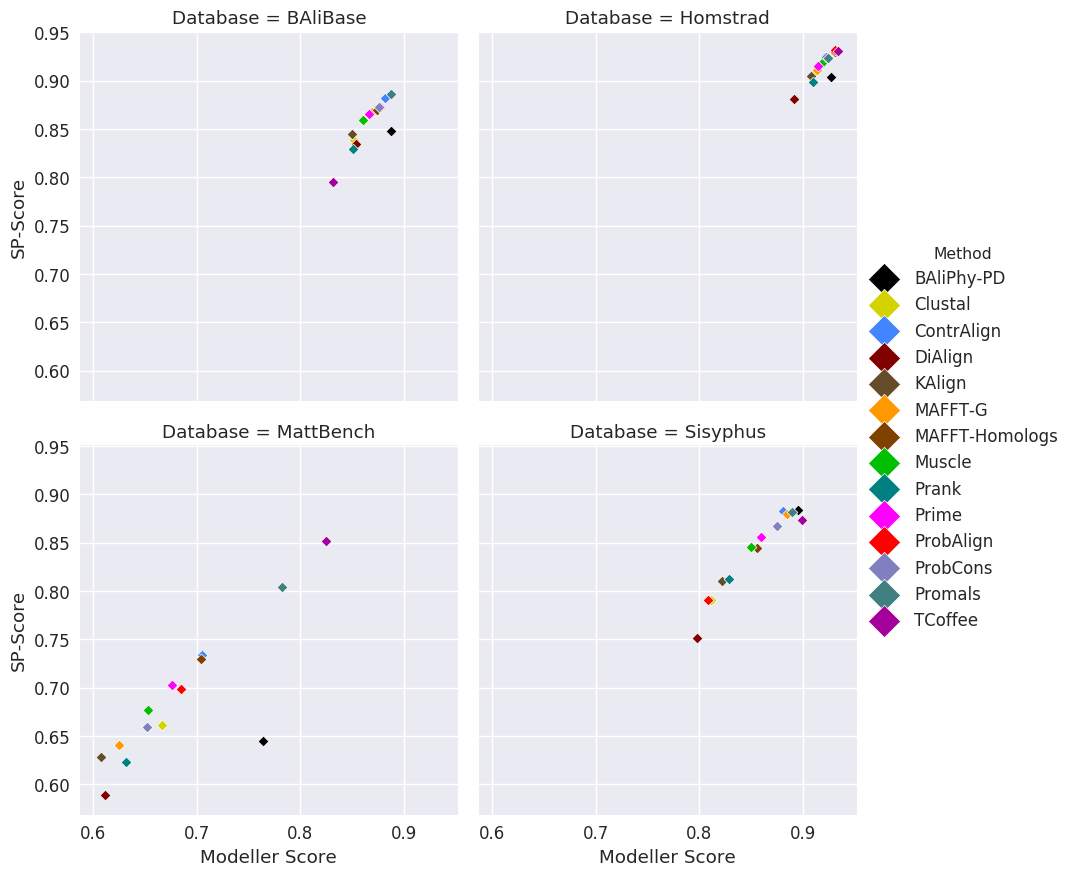 Database = BAliBase
Database = Homstrad
0.95
0.90
0.85
0.80
0.75
0.70
0.65
0.60
SP-Score
Database = MattBench
Database = Sisyphus
0.95
0.90
0.85
0.80
0.75
0.70
0.65
0.60
SP-Score
0.6 0.7 0.8 0.9
Modeller Score
0.6 0.7 0.8 0.9
Modeller Score
Method
BAliPhy-PD
Clustal
ContrAlign
DiAlign
KAlign
MAFFT-G
MAFFT-Homologs
Muscle
Prank
Prime
ProbAlign
ProbCons
Promals
TCoffee